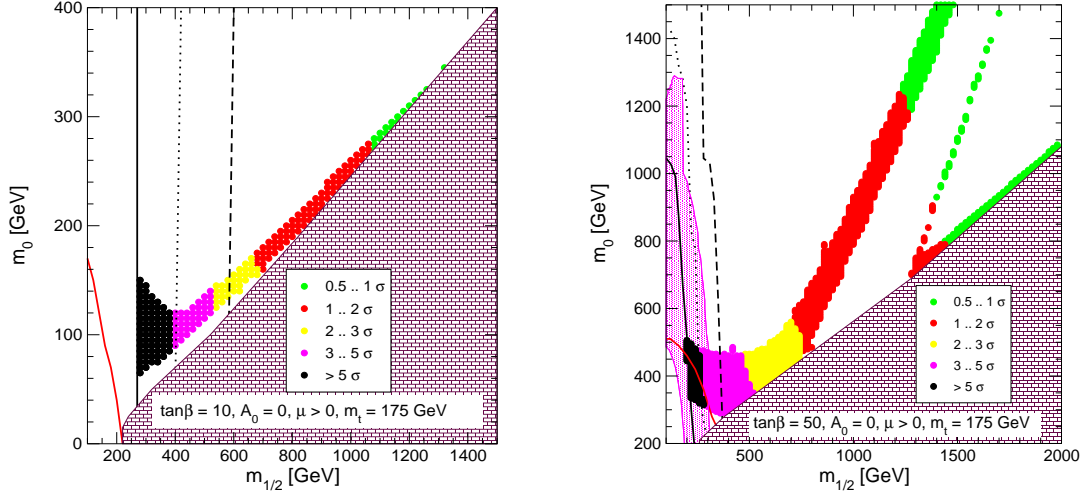 400
300
200
100
0
m0 [GeV]
200 400 600 800 1000 1200 1400
m1/2 [GeV]
0.5 .. 1 σ
1 .. 2 σ
2 .. 3 σ
3 .. 5 σ
> 5 σ
tanβ = 10, A0 = 0, μ > 0, mt = 175 GeV
1400
1200
1000
800
600
400
200
m0 [GeV]
500 1000 1500 2000
m1/2 [GeV]
0.5 .. 1 σ
1 .. 2 σ
2 .. 3 σ
3 .. 5 σ
> 5 σ
tanβ = 50, A0 = 0, μ > 0, mt = 175 GeV